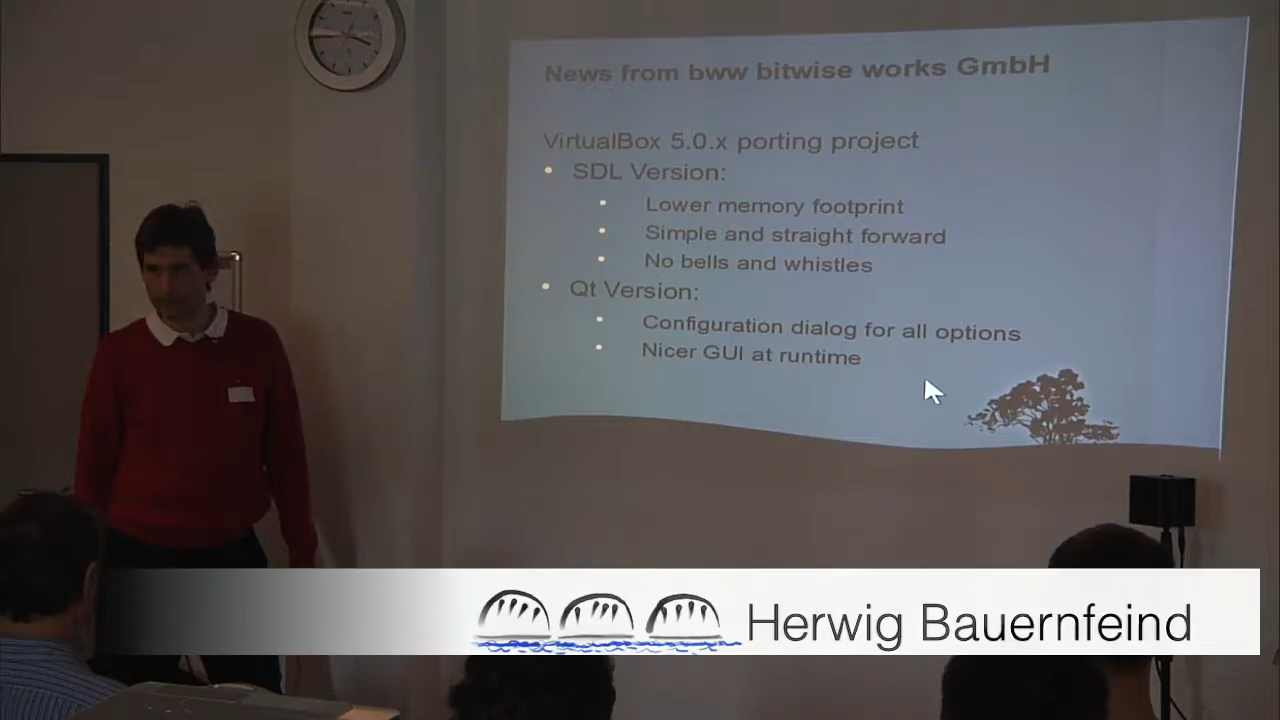 News from bww bitwise works GmbH
VirtualBox 5.0.x porting project
• SDL Version:
• Lower memory footprint
• Simple and straight forward
• No bells and whistles
• Qt Version:
• Configuration dialog for all options
• Nicer GUI at runtime
Herwig Bauernfeind